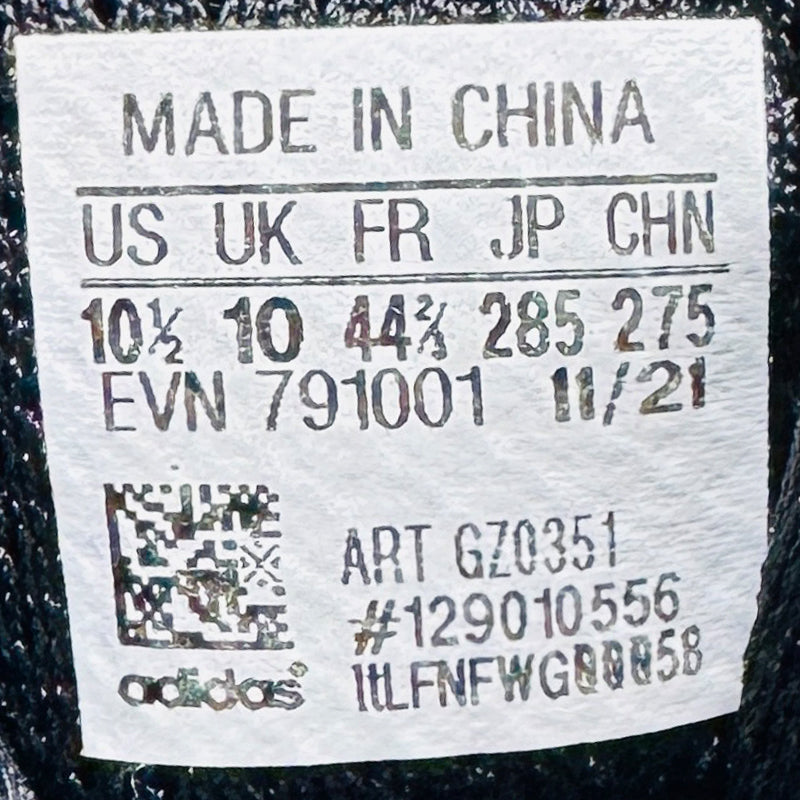 MADE IN CHINA
US UK FR JP CHN
10½ 10 44⅔ 285 275
EVN 791001 11/21
ART GZ0351
#129010556
adidas